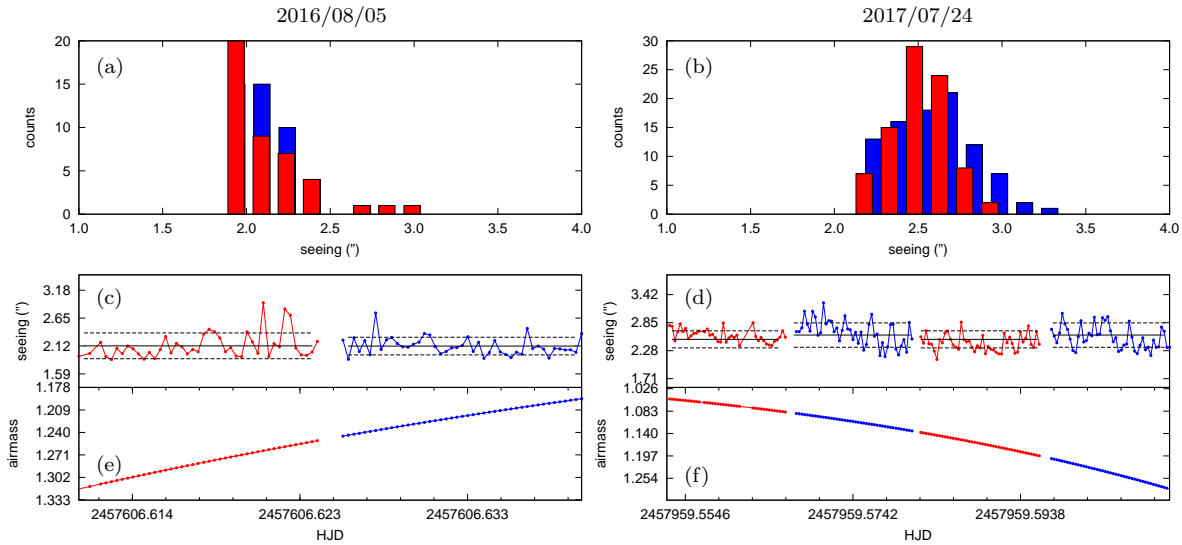 2016/08/05
2017/07/24
(a)
counts
0
5
10
15
20
1.0 1.5 2.0 2.5 3.0 3.5 4.0
seeing (”)
(b)
counts
0
5
10
15
20
25
30
1.0 1.5 2.0 2.5 3.0 3.5 4.0
seeing (”)
(c)
seeing (”)
3.18
2.65
2.12
1.59
(d)
seeing (”)
3.42
2.85
2.28
1.71
(e)
airmass
1.178
1.209
1.240
1.271
1.302
1.333
2457606.614 2457606.623 2457606.633
HJD
(f)
airmass
1.026
1.083
1.140
1.197
1.254
2457959.5546 2457959.5742 2457959.5938
HJD